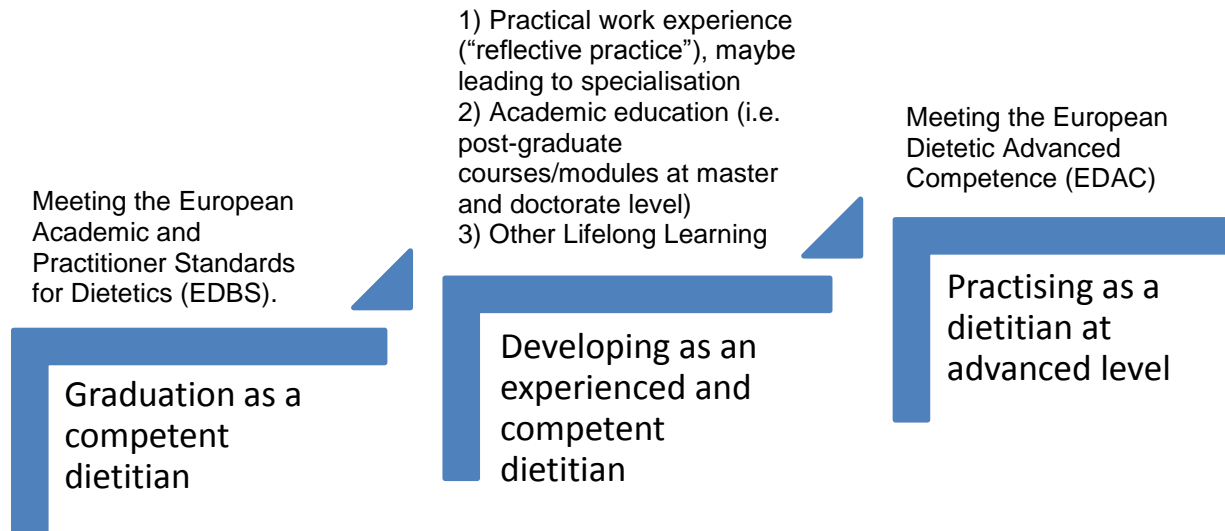 Meeting the European
Academic and
Practitioner Standards
for Dietetics (EDBS).
Graduation as a
competent
dietitian
1) Practical work experience
(“reflective practice”), maybe
leading to specialisation
2) Academic education (i.e.
post-graduate
courses/modules at master
and doctorate level)
3) Other Lifelong Learning
Developing as an
experienced and
competent
dietitian
Meeting the European
Dietetic Advanced
Competence (EDAC)
Practising as a
dietitian at
advanced level